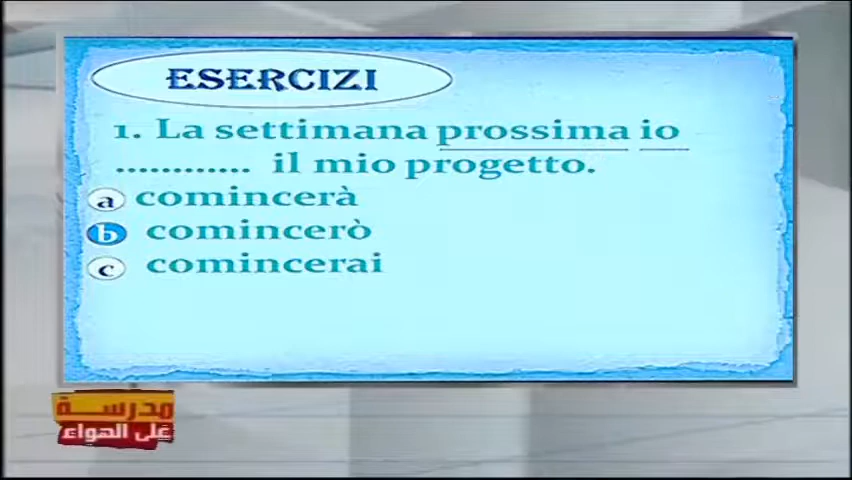 ESERCIZI
1. La settimana prossima io
............ il mio progetto.
a comincerà
b comincerò
c comincerai
مدرسة
على الهواء